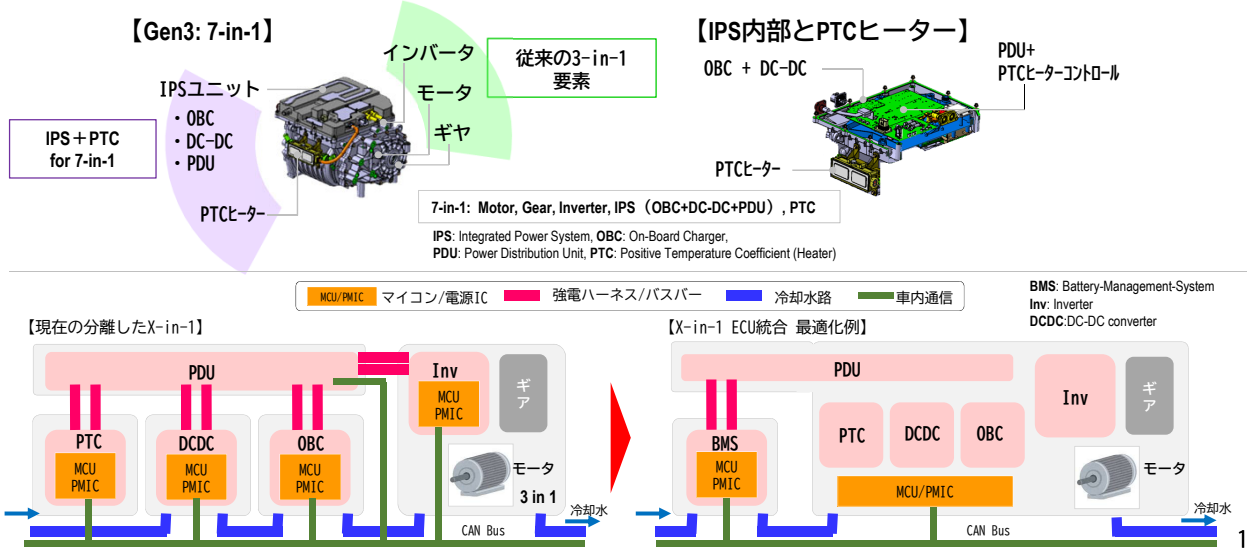 【Gen3: 7-in-1】
インバータ
従来の3-in-1
要素
IPSユニット
・OBC
・DC-DC
・PDU
モータ
ギヤ
IPS＋PTC
for 7-in-1
PTCﾋｰﾀｰ
【IPS内部とPTCヒーター】
OBC + DC-DC
PDU+
PTCﾋｰﾀｰｺﾝﾄﾛｰﾙ
PTCﾋｰﾀｰ
7-in-1: Motor, Gear, Inverter, IPS（OBC+DC-DC+PDU）, PTC
IPS: Integrated Power System, OBC: On-Board Charger,
PDU: Power Distribution Unit, PTC: Positive Temperature Coefficient (Heater)
MCU/PMIC マイコン/電源IC 強電ハーネス/バスバー 冷却水路 車内通信
BMS: Battery-Management-System
Inv: Inverter
DCDC:DC-DC converter
【現在の分離したX-in-1】
PDU
Inv
MCU
PMIC
ギア
PTC
MCU
PMIC
DCDC
MCU
PMIC
OBC
MCU
PMIC
モータ
3 in 1
冷却水
CAN Bus
【X-in-1 ECU統合 最適化例】
PDU
Inv
ギア
BMS
MCU
PMIC
PTC
DCDC
OBC
MCU/PMIC
モータ
冷却水
CAN Bus
1